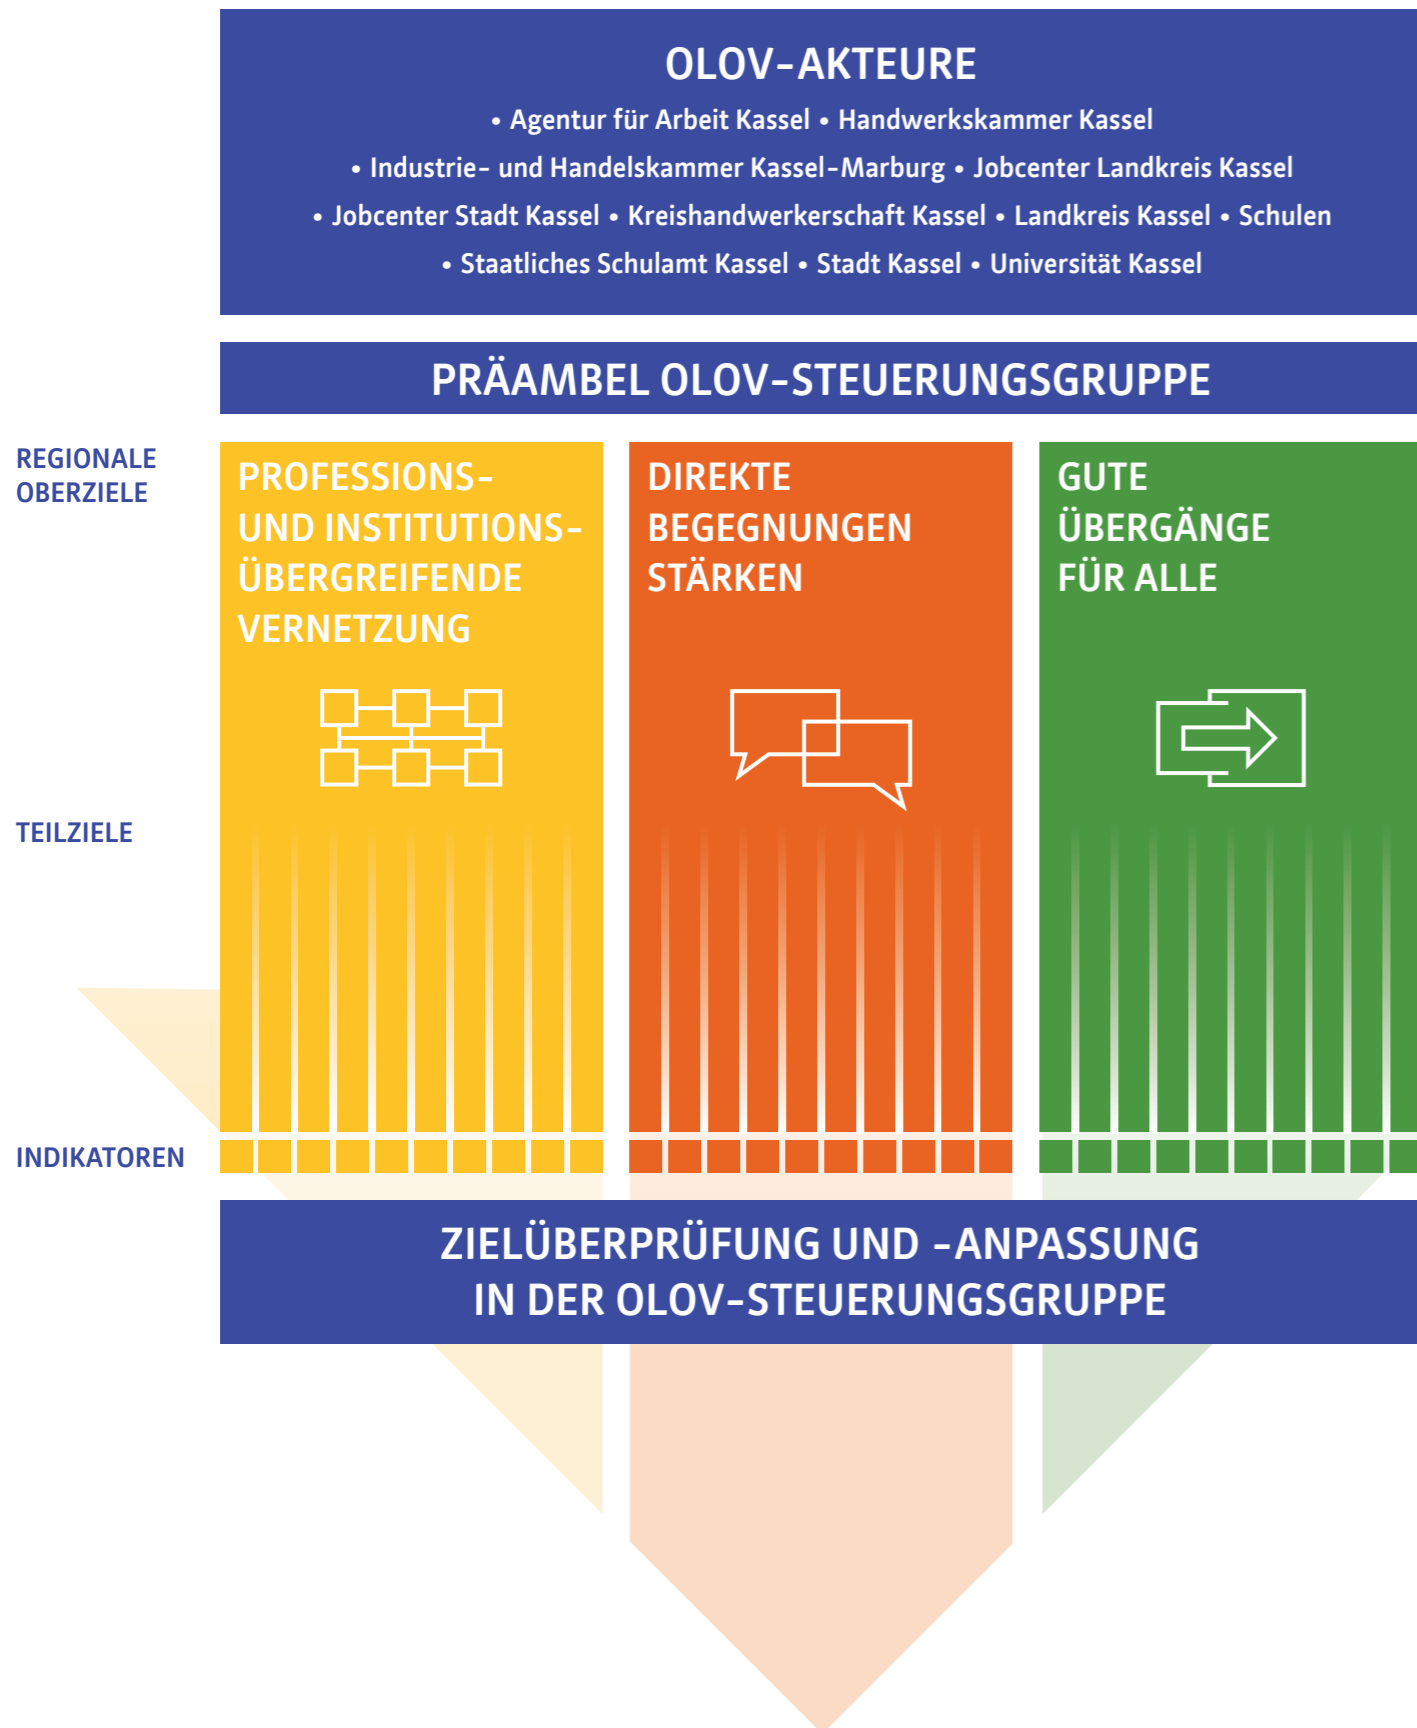 OLOV-AKTEURE
• Agentur für Arbeit Kassel • Handwerkskammer Kassel
• Industrie- und Handelskammer Kassel-Marburg • Jobcenter Landkreis Kassel
• Jobcenter Stadt Kassel • Kreishandwerkerschaft Kassel • Landkreis Kassel • Schulen
• Staatliches Schulamt Kassel • Stadt Kassel • Universität Kassel
PRÄAMBEL OLOV-STEUERUNGSGRUPPE
REGIONALE
OBERZIELE
PROFESSIONS-
UND INSTITUTIONS-
ÜBERGREIFENDE
VERNETZUNG
DIREKTE
BEGEGNUNGEN
STÄRKEN
GUTE
ÜBERGÄNGE
FÜR ALLE
TEILZIELE
INDIKATOREN
ZIELÜBERPRÜFUNG UND -ANPASSUNG
IN DER OLOV-STEUERUNGSGRUPPE